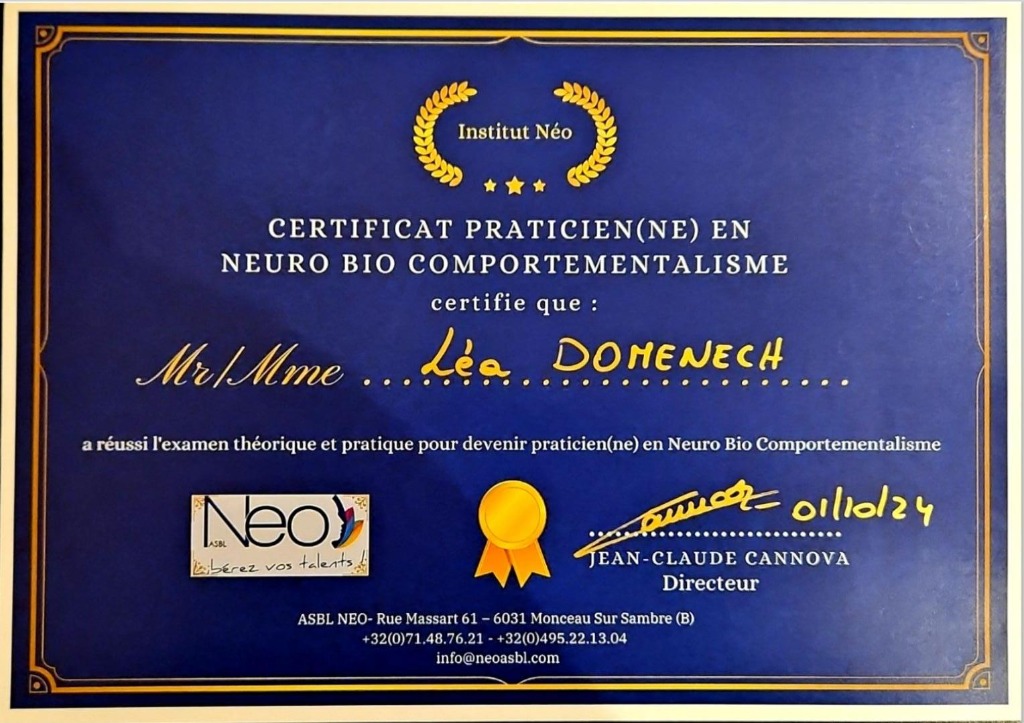 Institut Néo
CERTIFICAT PRATICIEN(NE) EN
NEURO BIO COMPORTEMENTALISME
certifie que :
Mr/Mme ... Léa DOMENECH ...
a réussi l'examen théorique et pratique pour devenir praticien(ne) en Neuro Bio Comportementalisme
Neo
ASBL
Libérez vos talents !
01/10/24
JEAN-CLAUDE CANNOVA
Directeur
ASBL NEO- Rue Massart 61 – 6031 Monceau Sur Sambre (B)
+32(0)71.48.76.21 - +32(0)495.22.13.04
info@neoasbl.com